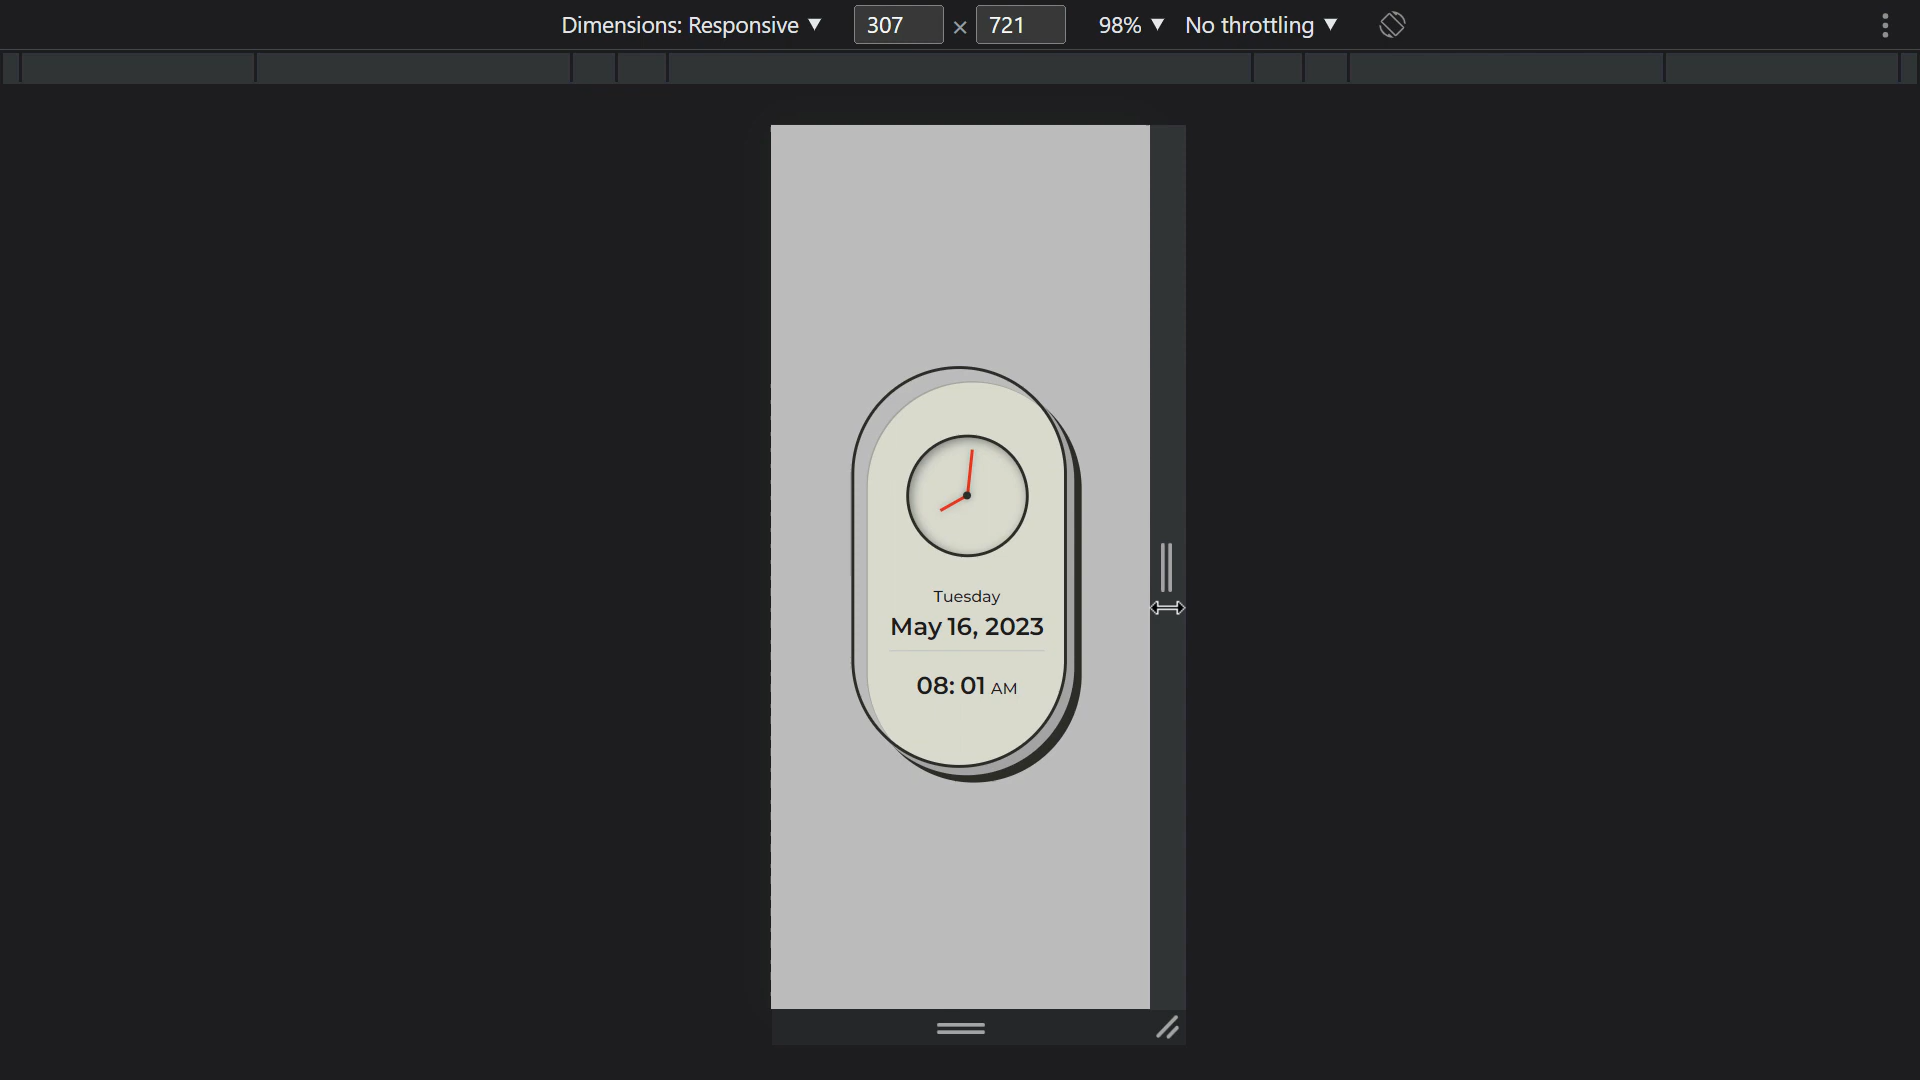 Dimensions: Responsive ▼ 307 × 721 98% ▼ No throttling ▼
Tuesday
May 16, 2023
08: 01 AM